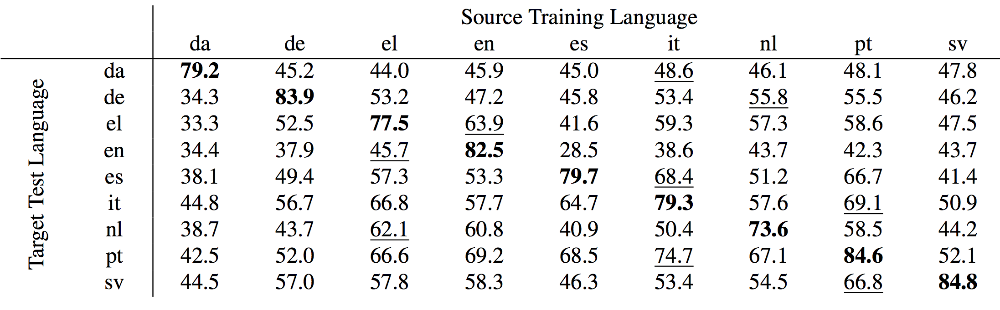 Source Training Language
da de el en es it nl pt sv
Target Test Language
da 79.2 45.2 44.0 45.9 45.0 48.6 46.1 48.1 47.8
de 34.3 83.9 53.2 47.2 45.8 53.4 55.8 55.5 46.2
el 33.3 52.5 77.5 63.9 41.6 59.3 57.3 58.6 47.5
en 34.4 37.9 45.7 82.5 28.5 38.6 43.7 42.3 43.7
es 38.1 49.4 57.3 53.3 79.7 68.4 51.2 66.7 41.4
it 44.8 56.7 66.8 57.7 64.7 79.3 57.6 69.1 50.9
nl 38.7 43.7 62.1 60.8 40.9 50.4 73.6 58.5 44.2
pt 42.5 52.0 66.6 69.2 68.5 74.7 67.1 84.6 52.1
sv 44.5 57.0 57.8 58.3 46.3 53.4 54.5 66.8 84.8